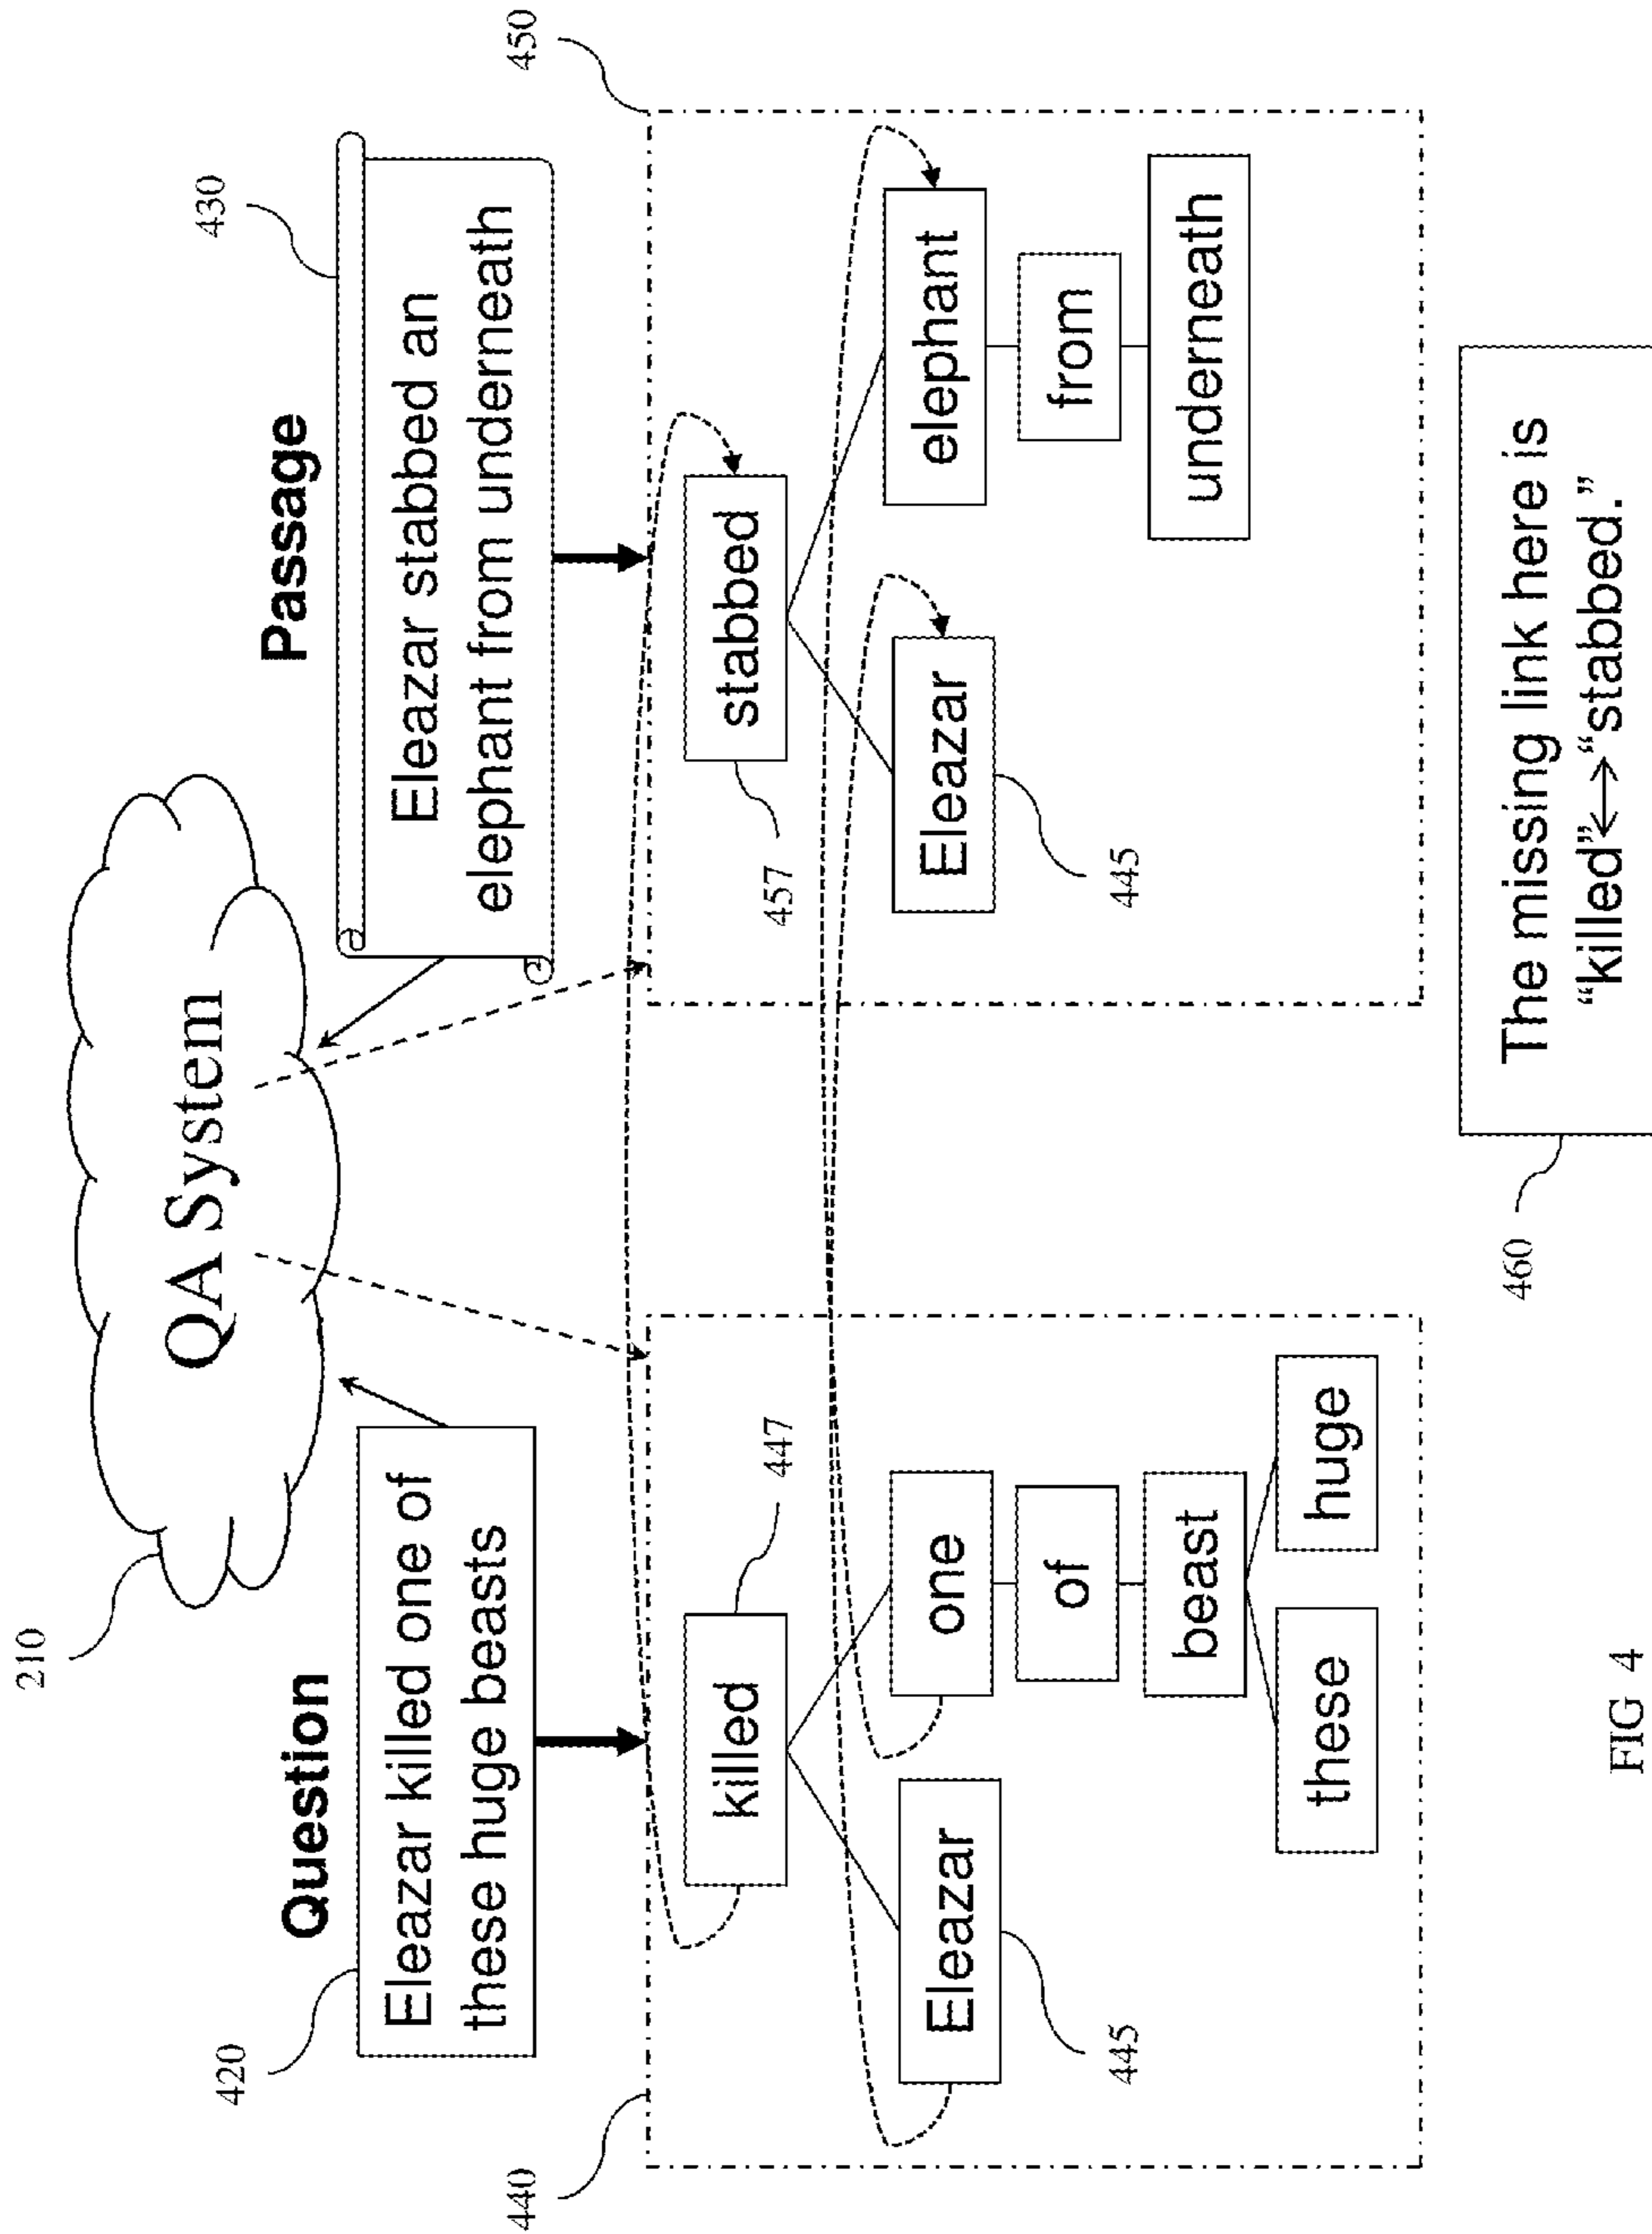 210
QA System
Question
Passage
420
Eleazar killed one of
these huge beasts
430
Eleazar stabbed an
elephant from underneath
440
450
killed
447
stabbed
457
Eleazar
445
one
of
beast
these
huge
Eleazar
445
elephant
from
underneath
460
The missing link here is
“killed”↔“stabbed.”
FIG 4